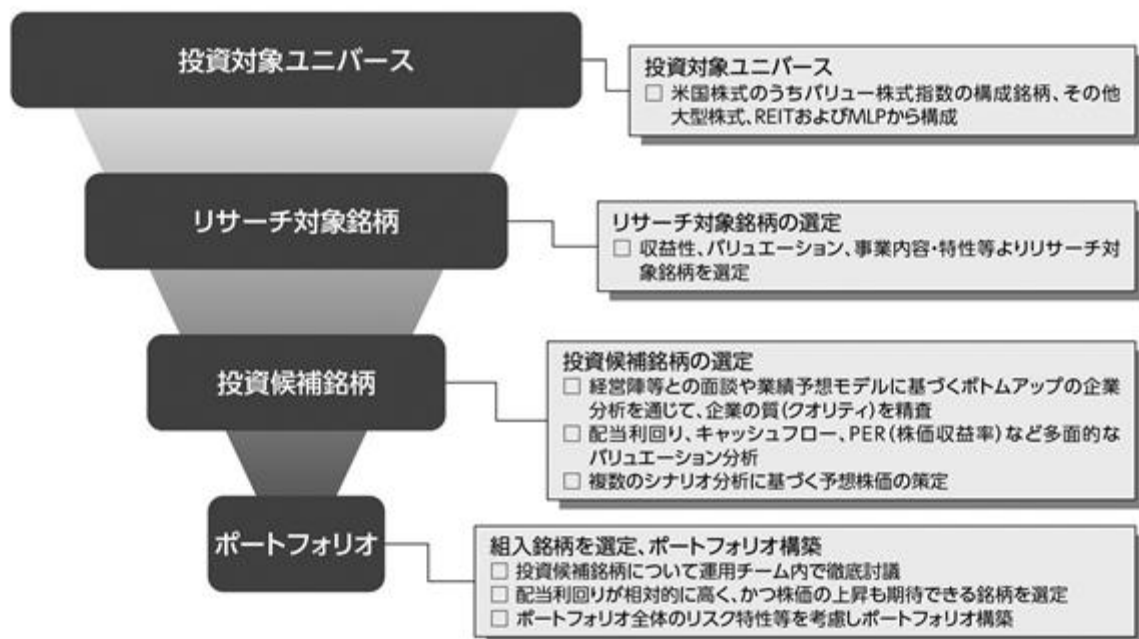 投資対象ユニバース
投資対象ユニバース
□ 米国株式のうちバリュー株式指数の構成銘柄、その他
大型株式、REITおよびMLPから構成
リサーチ対象銘柄
リサーチ対象銘柄の選定
□ 収益性、バリュエーション、事業内容・特性等よりリサーチ対
象銘柄を選定
投資候補銘柄
投資候補銘柄の選定
□ 経営陣等との面談や業績予想モデルに基づくボトムアップの企業
分析を通じて、企業の質(クオリティ)を精査
□ 配当利回り、キャッシュフロー、PER(株価収益率)など多面的な
バリュエーション分析
□ 複数のシナリオ分析に基づく予想株価の策定
ポートフォリオ
組入銘柄を選定、ポートフォリオ構築
□ 投資候補銘柄について運用チーム内で徹底討議
□ 配当利回りが相対的に高く、かつ株価の上昇も期待できる銘柄を選定
□ ポートフォリオ全体のリスク特性等を考慮しポートフォリオ構築